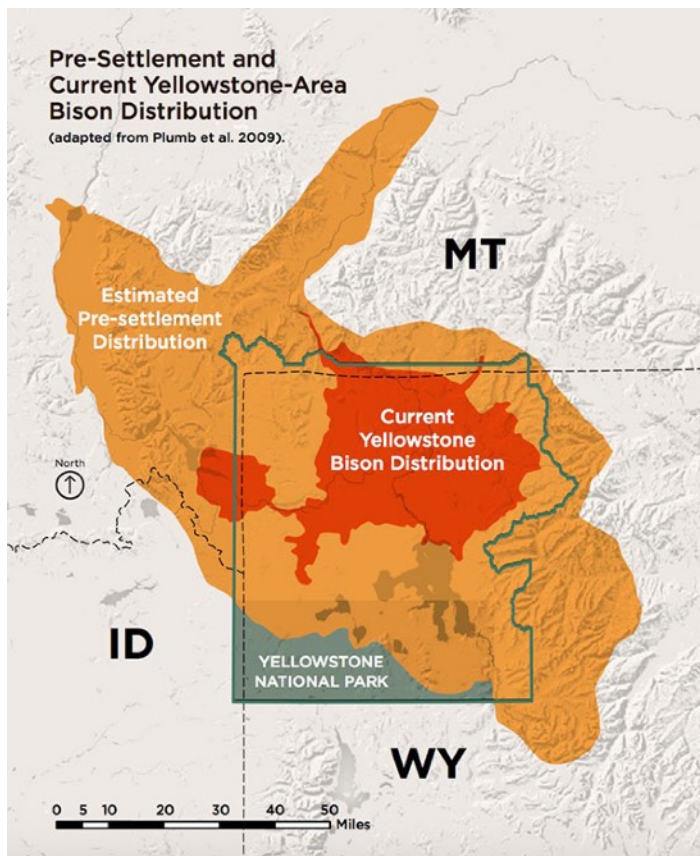 Pre-Settlement and
Current Yellowstone-Area
Bison Distribution
(adapted from Plumb et al. 2009).
MT
Estimated
Pre-settlement
Distribution
Current
Yellowstone
Bison Distribution
North
ID
YELLOWSTONE
NATIONAL PARK
WY
0 5 10 20 30 40 50
Miles